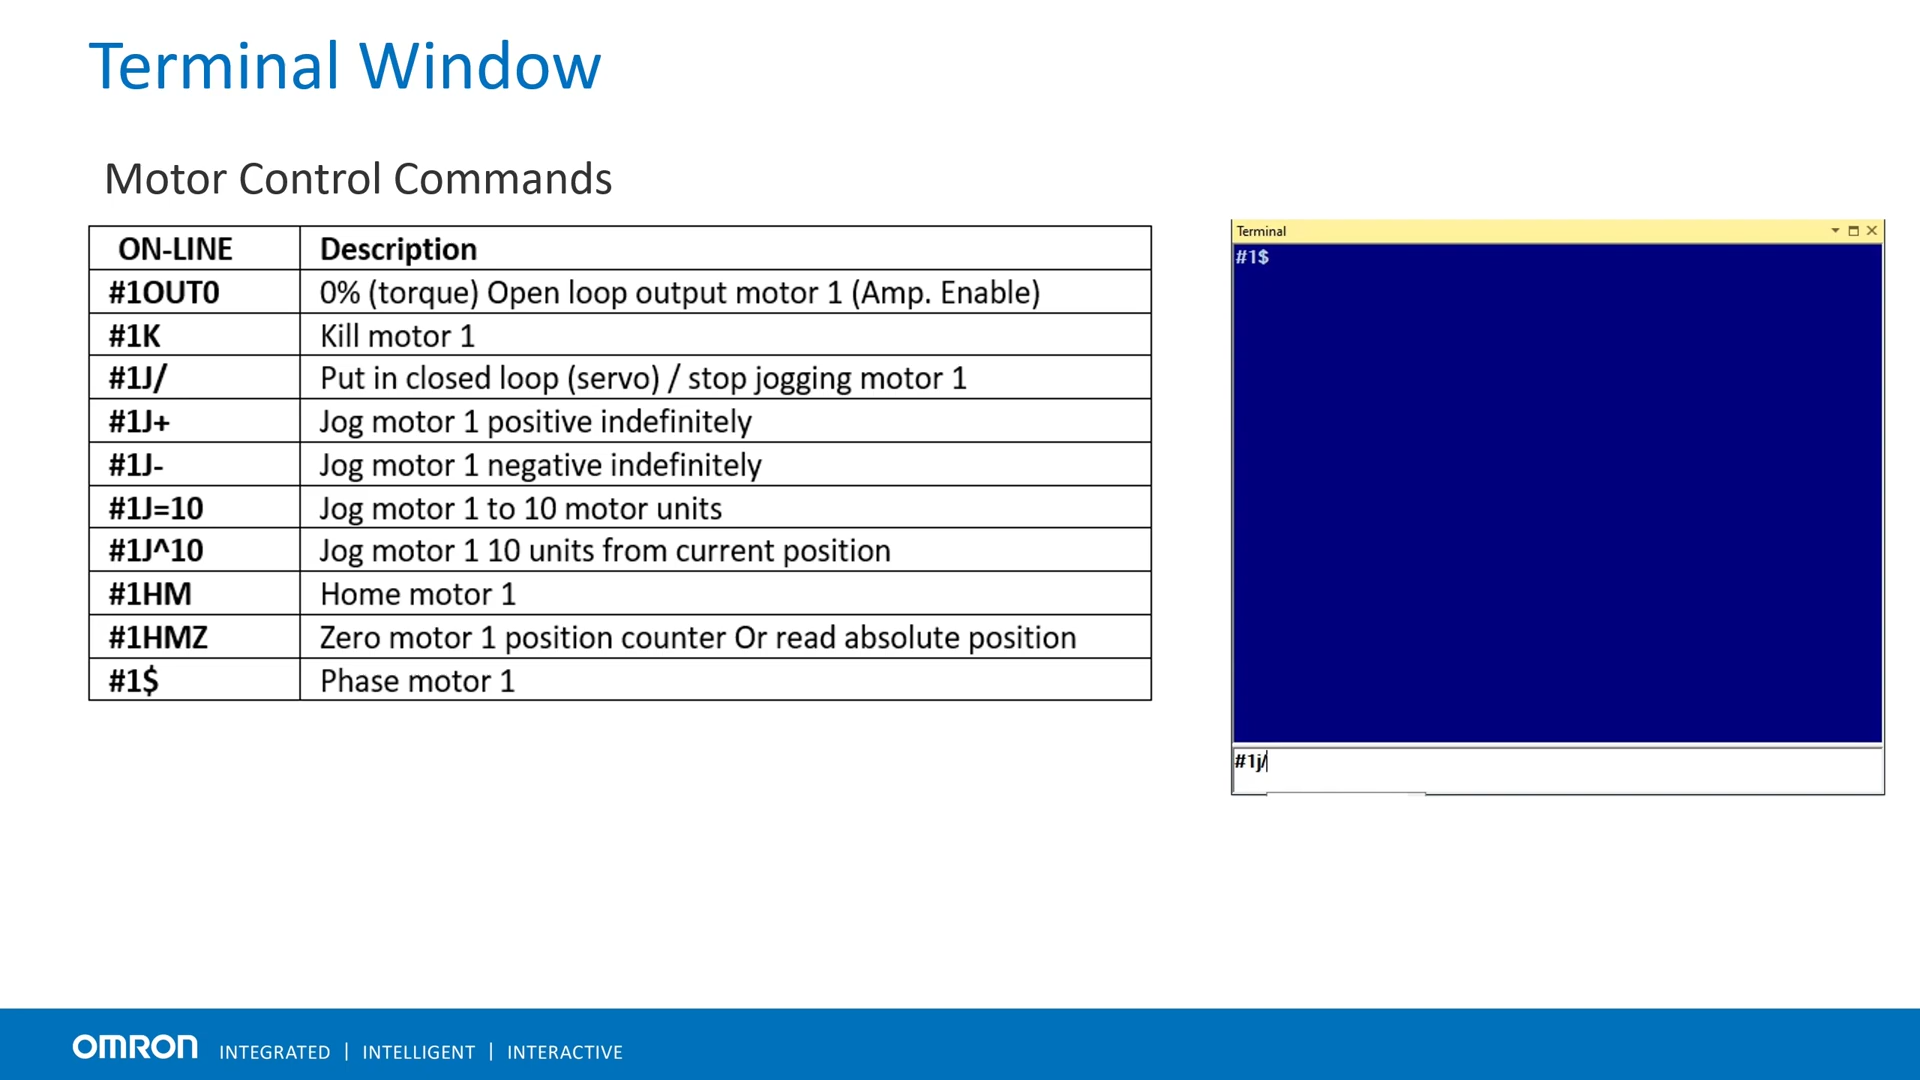 Terminal Window
Motor Control Commands
ON-LINE Description
#1OUT0 0% (torque) Open loop output motor 1 (Amp. Enable)
#1K Kill motor 1
#1J/ Put in closed loop (servo) / stop jogging motor 1
#1J+ Jog motor 1 positive indefinitely
#1J- Jog motor 1 negative indefinitely
#1J=10 Jog motor 1 to 10 motor units
#1J^10 Jog motor 1 10 units from current position
#1HM Home motor 1
#1HMZ Zero motor 1 position counter Or read absolute position
#1$ Phase motor 1
Terminal
#1$
#1j/
OMRON INTEGRATED | INTELLIGENT | INTERACTIVE